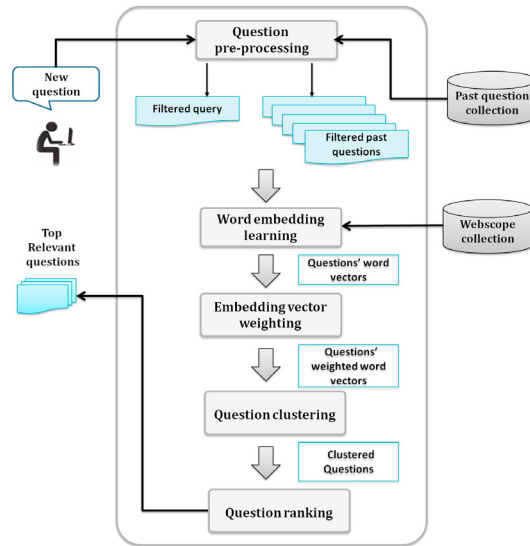 Question
pre-processing
New
question
Filtered query
Filtered past
questions
Past question
collection
Word embedding
learning
Webscope
collection
Top
Relevant
questions
Questions' word
vectors
Embedding vector
weighting
Questions'
weighted word
vectors
Question clustering
Clustered
Questions
Question ranking